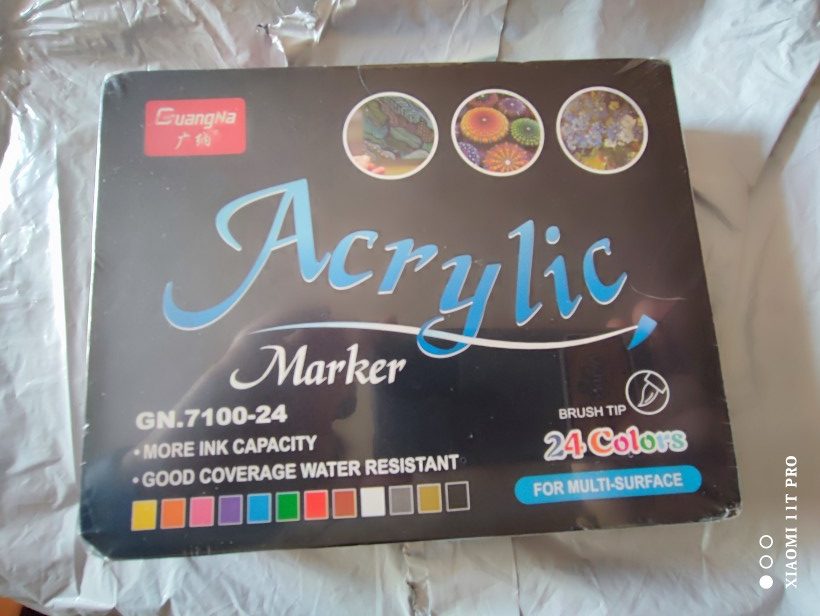 GuangNa
广纳®
Acrylic
Marker
GN.7100-24
• MORE INK CAPACITY
• GOOD COVERAGE WATER RESISTANT
BRUSH TIP
24 Colors
FOR MULTI-SURFACE
XIAOMI 11T PRO